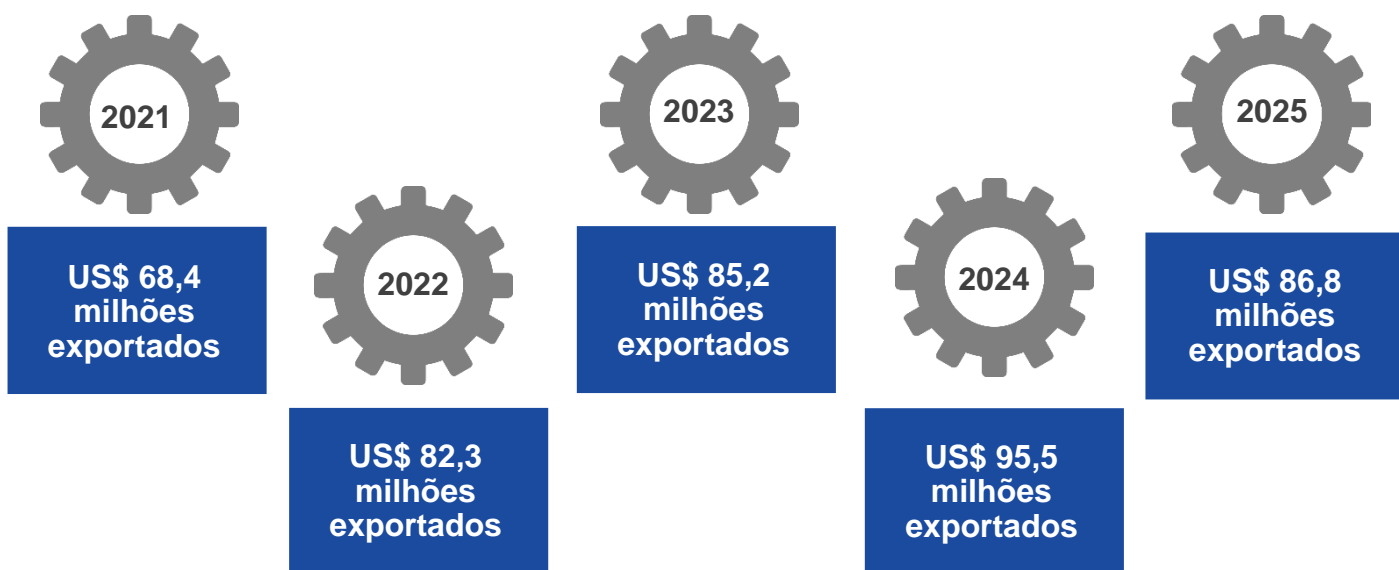 2021
US$ 68,4
milhões
exportados
2022
US$ 82,3
milhões
exportados
2023
US$ 85,2
milhões
exportados
2024
US$ 95,5
milhões
exportados
2025
US$ 86,8
milhões
exportados